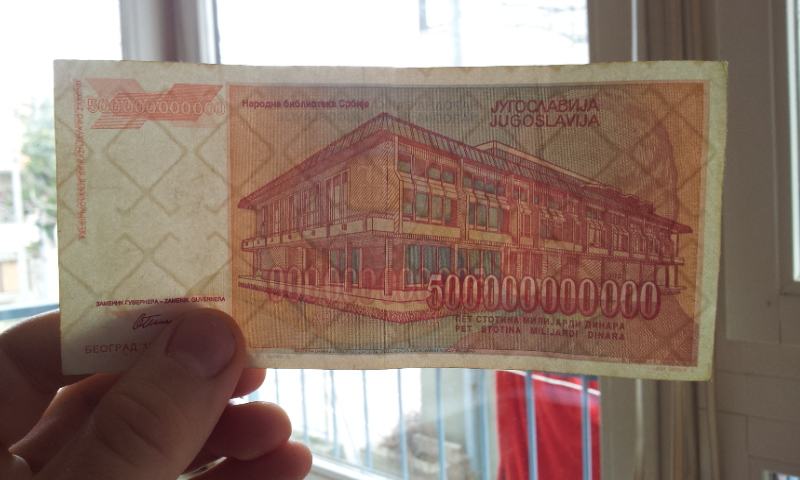 500000000000
Народна библиотека Србије
ЈУГОСЛАВИЈА
JUGOSLAVIJA
ЗАМЕНИК ГУВЕРНЕРА - ZAMENIK GUVERNERA
БЕОГРАД
500000000000
ПЕТ СТОТИНА МИЛИЈАРДИ ДИНАРА
PET STOTINA MILIJARDI DINARA